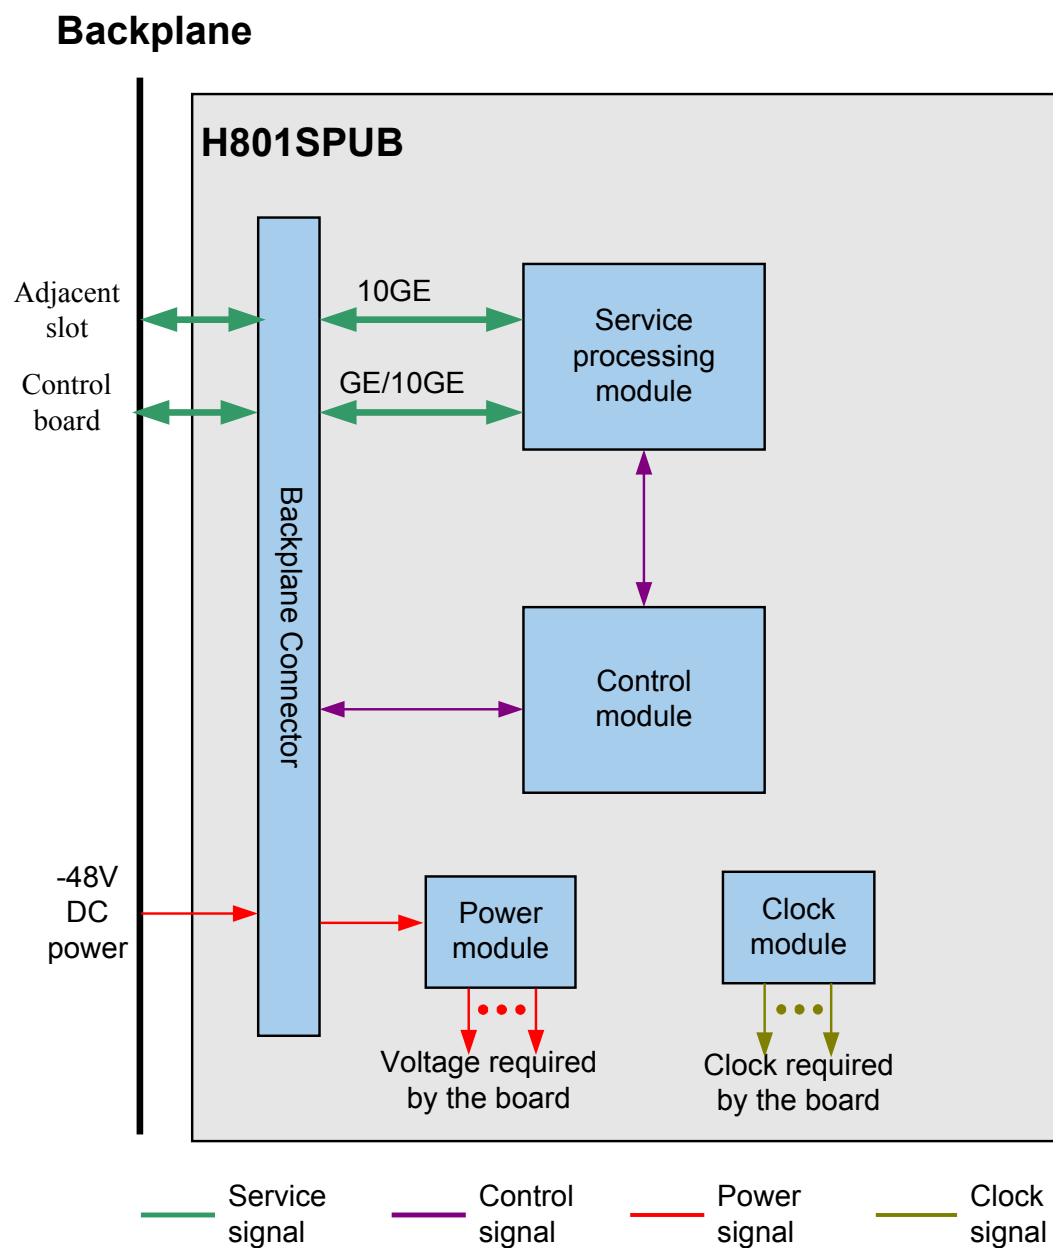 Backplane
H801SPUB
Adjacent
slot
10GE
Service
processing
module
Control
board
GE/10GE
Backplane Connector
Control
module
-48V
DC
power
Power
module
Clock
module
Voltage required
by the board
Clock required
by the board
Service
signal
Control
signal
Power
signal
Clock
signal